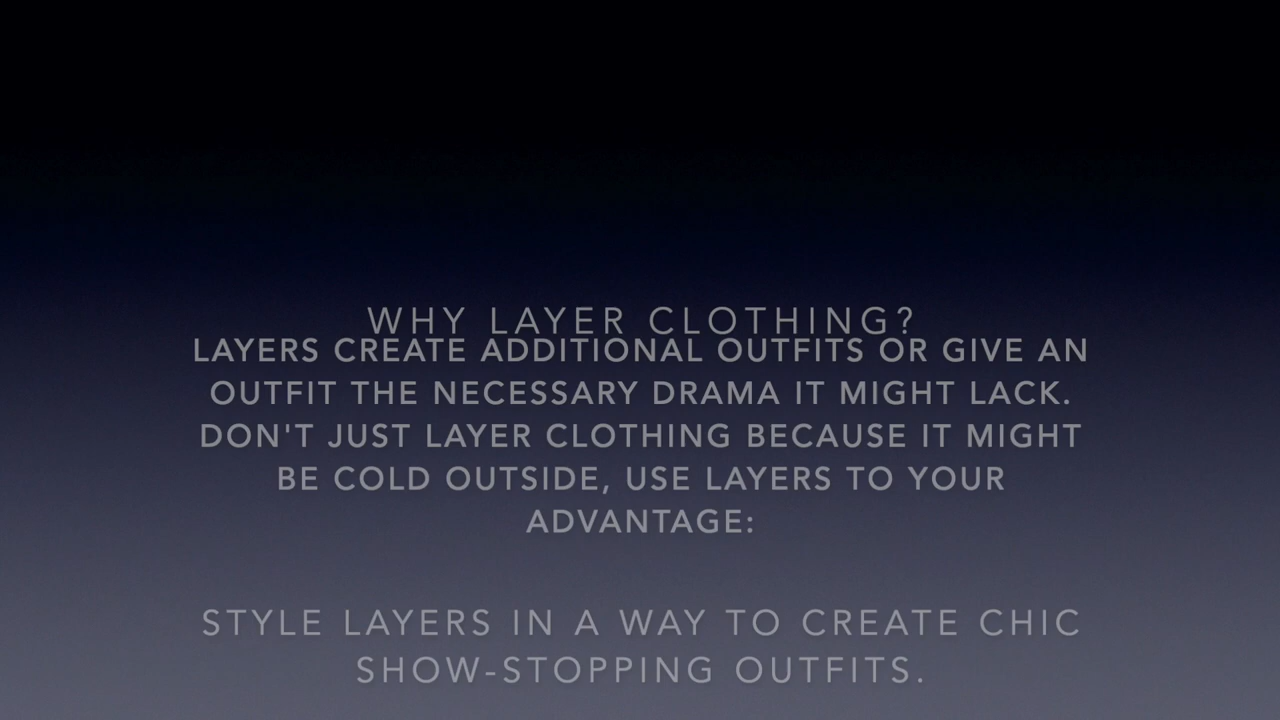 WHY LAYER CLOTHING?
LAYERS CREATE ADDITIONAL OUTFITS OR GIVE AN
OUTFIT THE NECESSARY DRAMA IT MIGHT LACK.
DON'T JUST LAYER CLOTHING BECAUSE IT MIGHT
BE COLD OUTSIDE, USE LAYERS TO YOUR
ADVANTAGE:
STYLE LAYERS IN A WAY TO CREATE CHIC
SHOW-STOPPING OUTFITS.